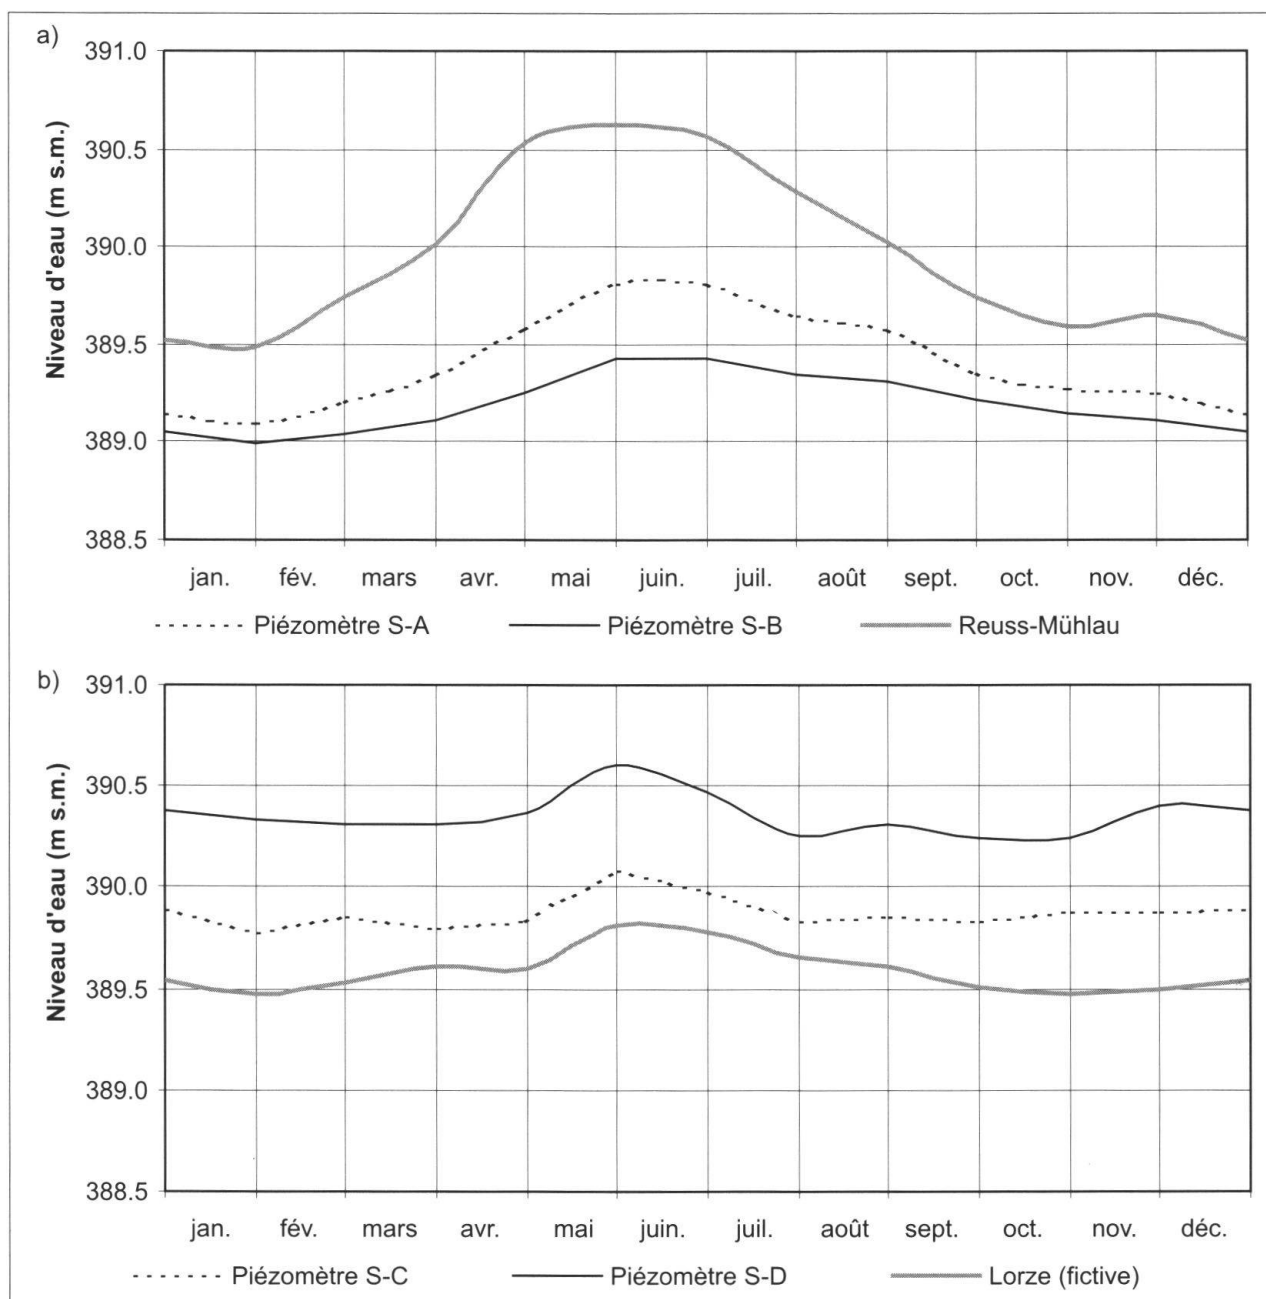 a)
Niveau d'eau (m s.m.)
391.0
390.5
390.0
389.5
389.0
388.5
jan. fév. mars avr. mai juin. juil. août sept. oct. nov. déc.
Piézomètre S-A Piézomètre S-B Reuss-Mühlau
b)
Niveau d'eau (m s.m.)
391.0
390.5
390.0
389.5
389.0
388.5
jan. fév. mars avr. mai juin. juil. août sept. oct. nov. déc.
Piézomètre S-C Piézomètre S-D Lorze (fictive)